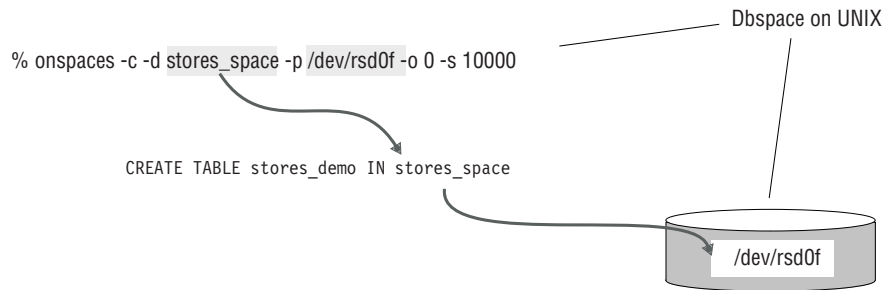 Dbspace on UNIX
% onspaces -c -d stores_space -p /dev/rsd0f -o 0 -s 10000
CREATE TABLE stores_demo IN stores_space
/dev/rsd0f